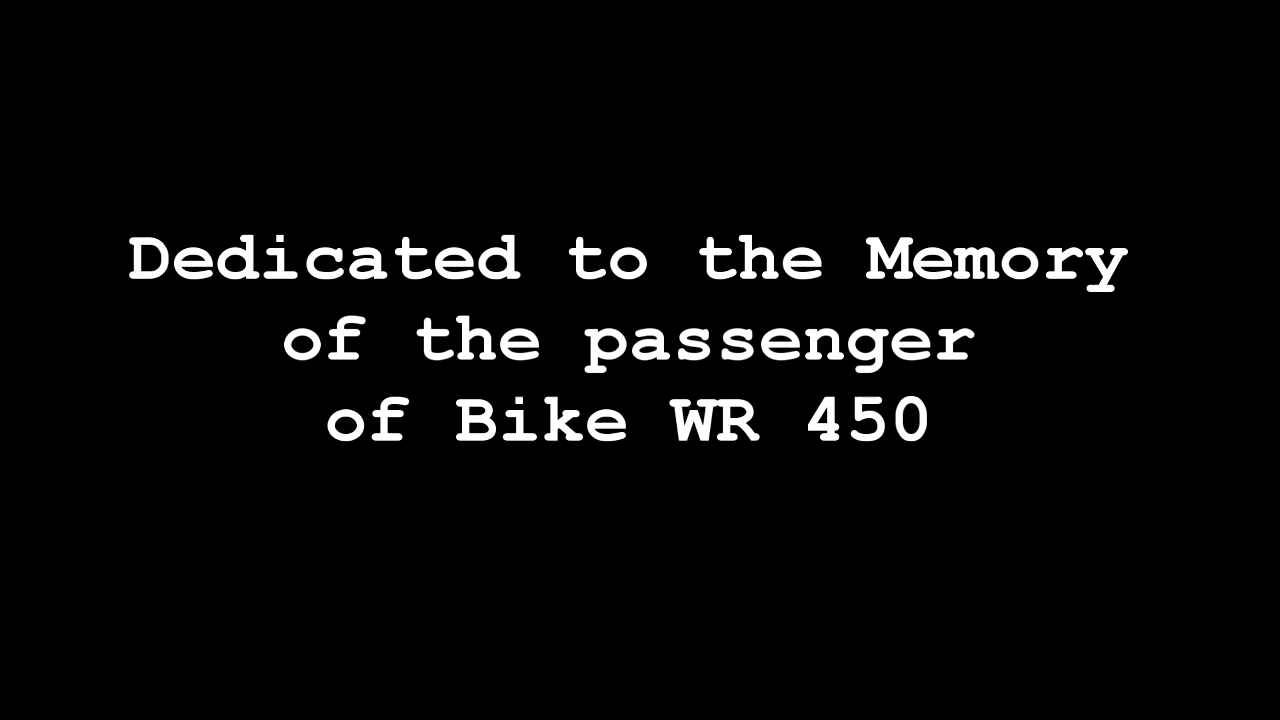 Dedicated to the Memory
of the passenger
of Bike WR 450